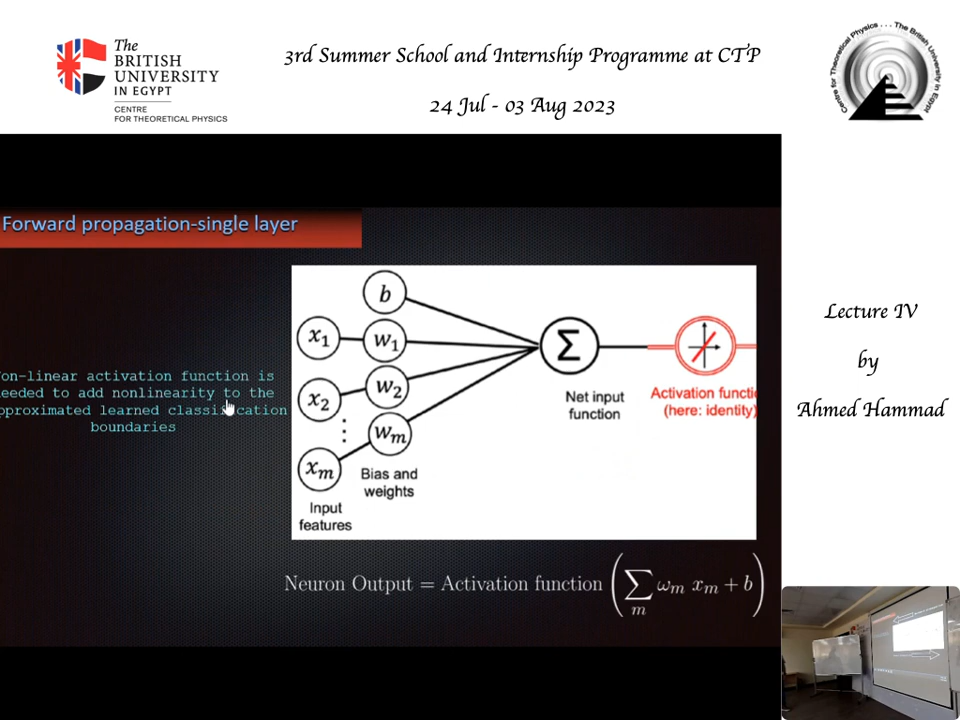 The
BRITISH
UNIVERSITY
IN EGYPT
CENTRE
FOR THEORETICAL PHYSICS
3rd Summer School and Internship Programme at CTP
24 Jul - 03 Aug 2023
Centre for Theoretical Physics . . . The British University in Egypt
Forward propagation-single layer
on-linear activation function is
eeded to add nonlinearity to the
pproximated learned classification
boundaries
b
x1 w1
x2 w2
⋮
xm wm
Σ
Input
features
Bias and
weights
Net input
function
Activation functi
(here: identity)
Neuron Output = Activation function (∑m ωm xm + b)
Lecture IV
by
Ahmed Hammad